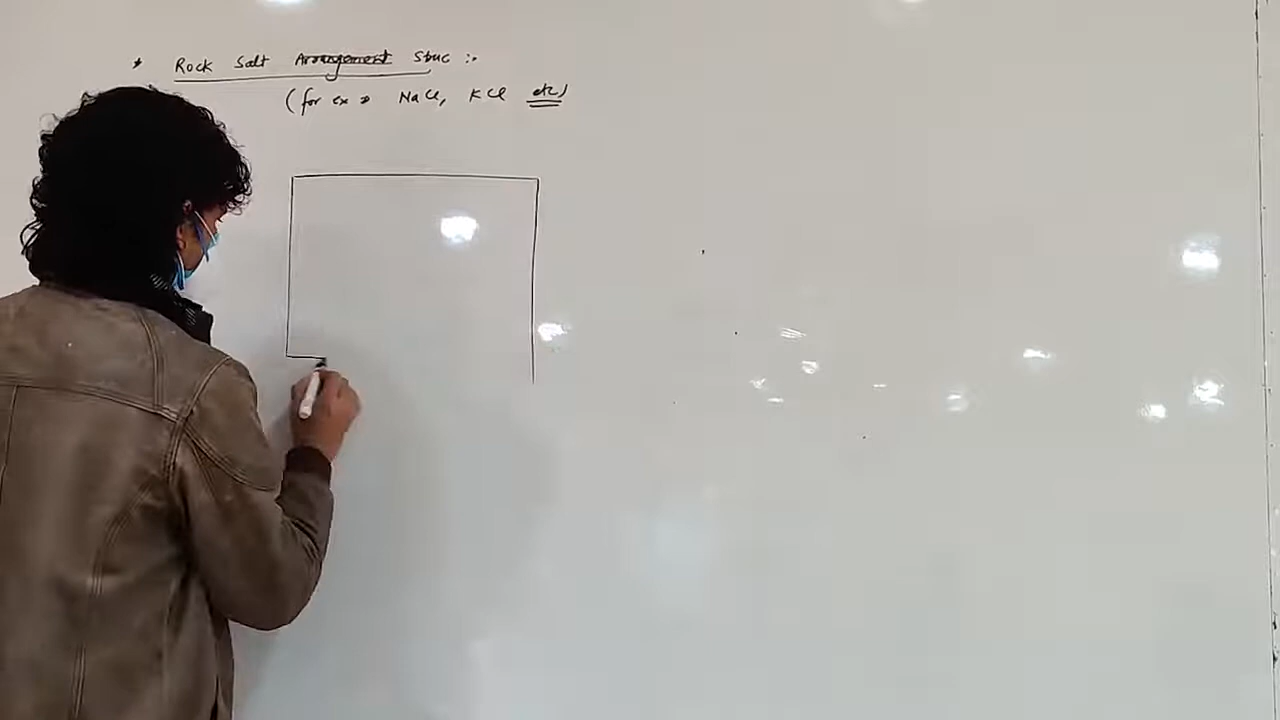 * Rock Salt Arrangement Struc :-
(for ex → NaCl, KCl etc)